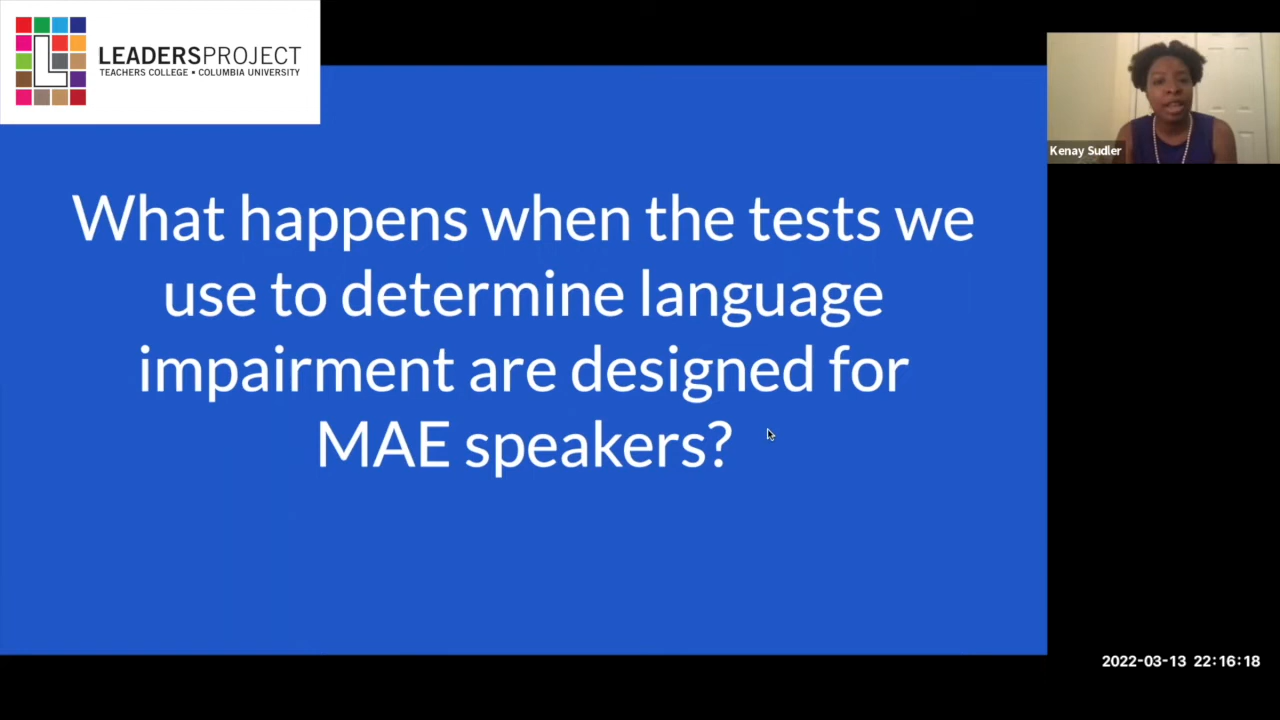 LEADERSPROJECT
TEACHERS COLLEGE ▪ COLUMBIA UNIVERSITY
What happens when the tests we
use to determine language
impairment are designed for
MAE speakers?
Kenay Sudler
2022-03-13 22:16:18